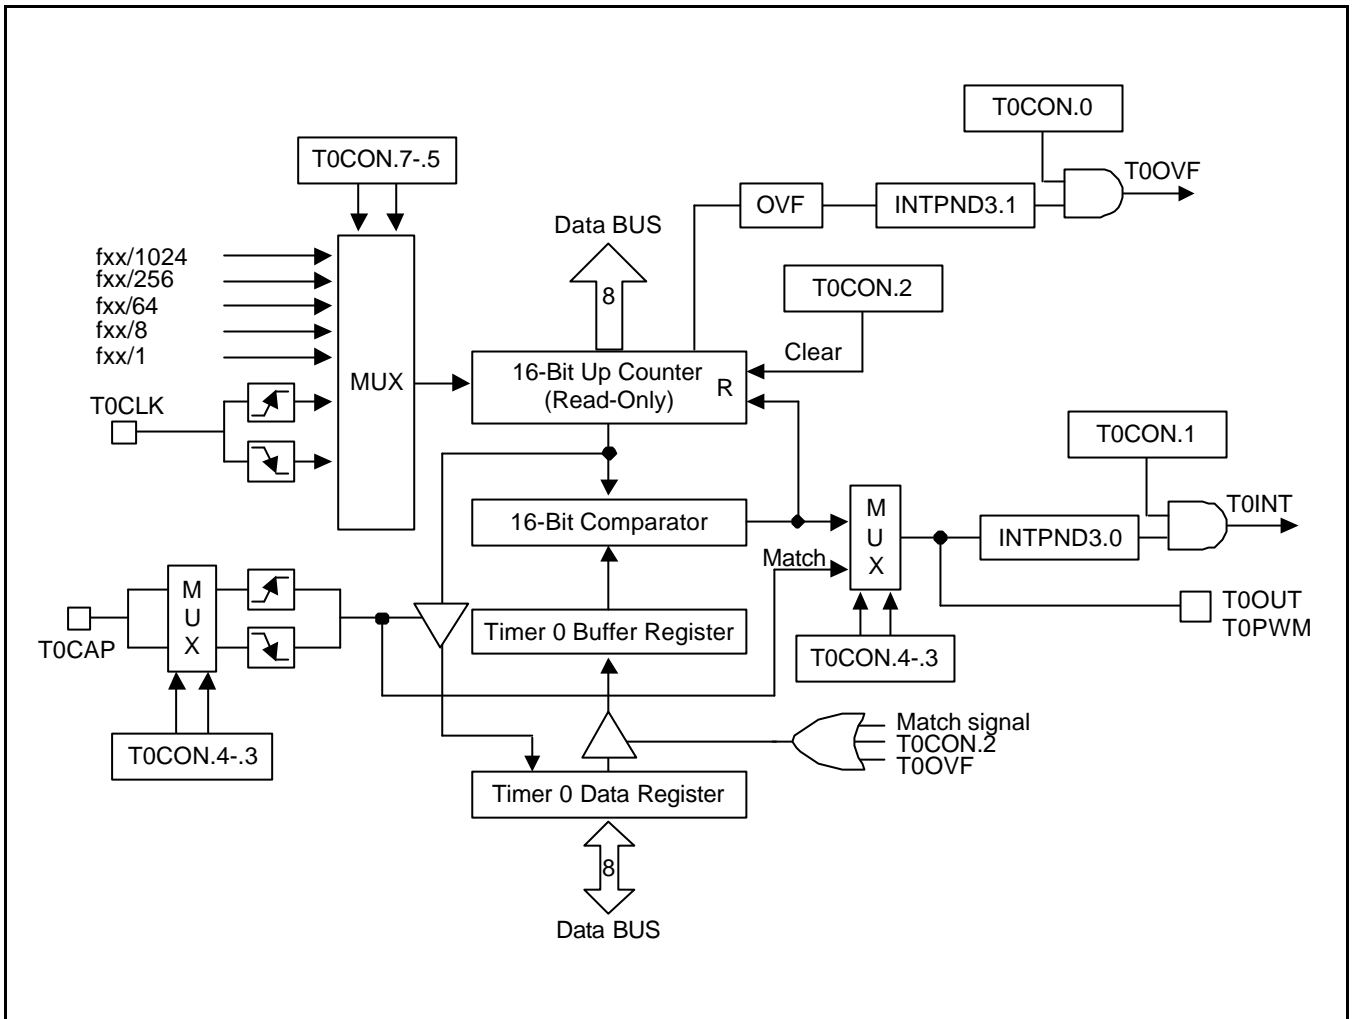 T0CON.0
T0CON.7-.5
T0OVF
OVF
INTPND3.1
Data BUS
fxx/1024
fxx/256
fxx/64
fxx/8
fxx/1
8
T0CON.2
Clear
MUX
16-Bit Up Counter
(Read-Only)
R
T0CLK
T0CON.1
16-Bit Comparator
M
U
X
T0INT
INTPND3.0
Match
M
U
X
T0CAP
Timer 0 Buffer Register
T0OUT
T0PWM
T0CON.4-.3
T0CON.4-.3
Match signal
T0CON.2
T0OVF
Timer 0 Data Register
8
Data BUS